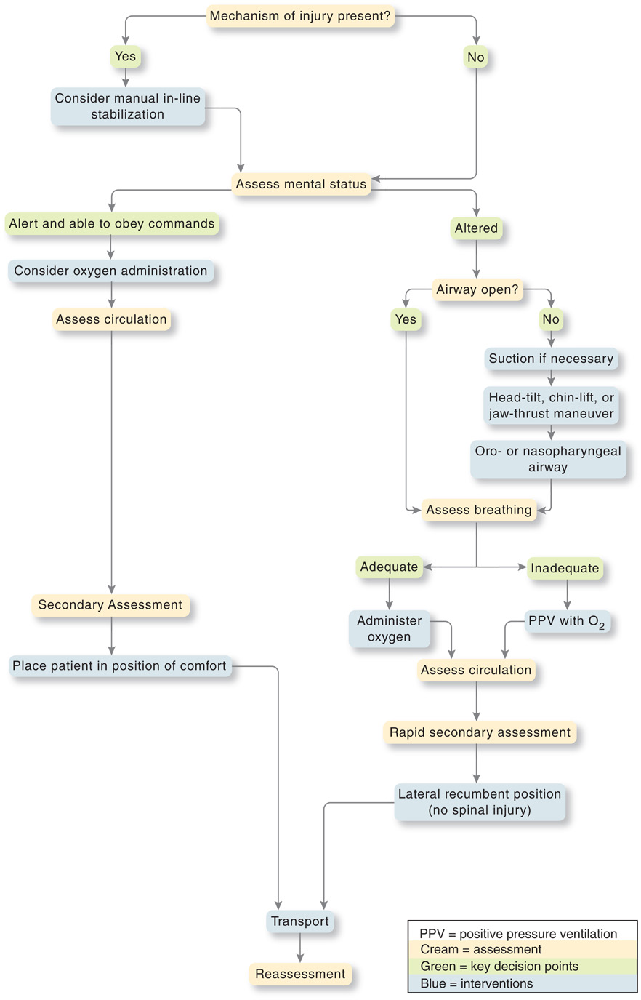 Mechanism of injury present?
Yes
No
Consider manual in-line
stabilization
Assess mental status
Alert and able to obey commands
Altered
Consider oxygen administration
Airway open?
Assess circulation
Yes
No
Suction if necessary
Head-tilt, chin-lift, or
jaw-thrust maneuver
Oro- or nasopharyngeal
airway
Assess breathing
Adequate
Inadequate
Secondary Assessment
Administer
oxygen
PPV with O₂
Place patient in position of comfort
Assess circulation
Rapid secondary assessment
Lateral recumbent position
(no spinal injury)
Transport
Reassessment
PPV = positive pressure ventilation
Cream = assessment
Green = key decision points
Blue = interventions